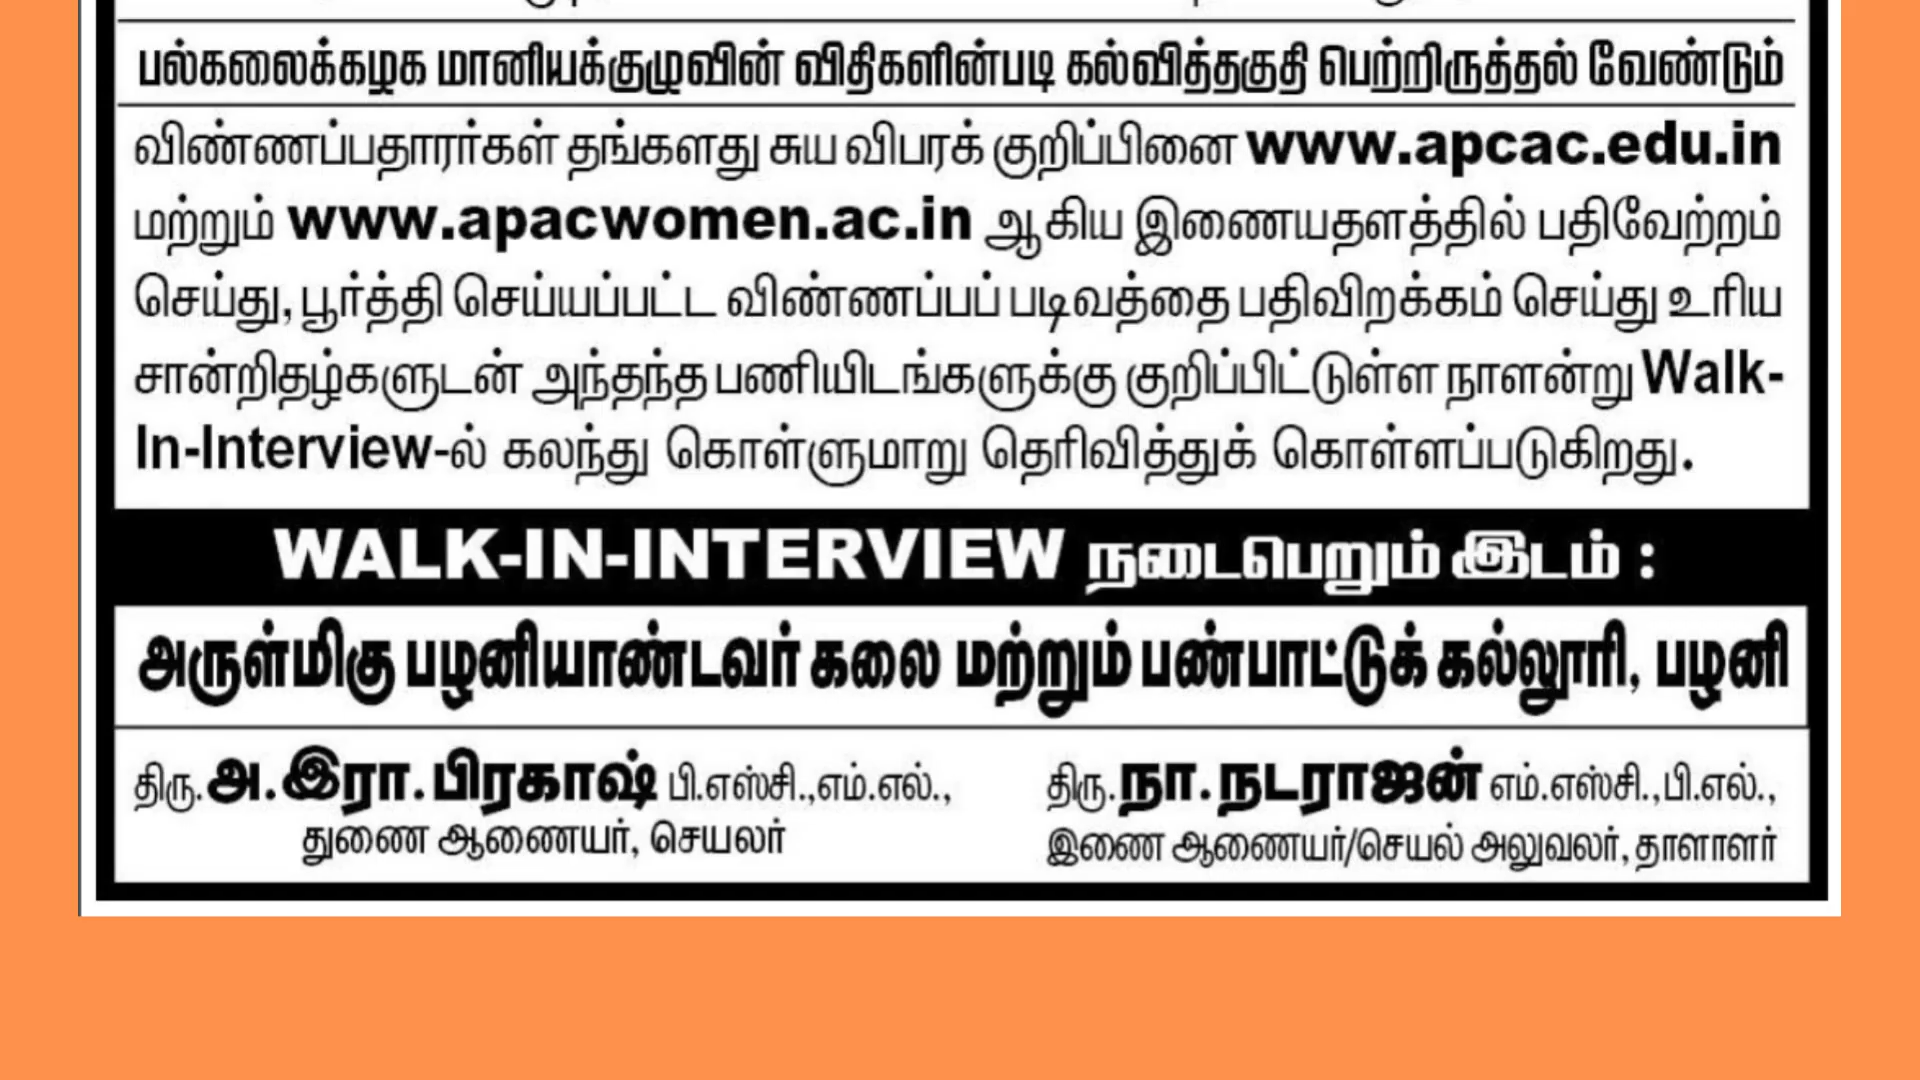 பல்கலைக்கழக மானியக்குழுவின் விதிகளின்படி கல்வித்தகுதி பெற்றிருத்தல் வேண்டும்
விண்ணப்பதாரர்கள் தங்களது சுய விபரக் குறிப்பினை www.apcac.edu.in
மற்றும் www.apacwomen.ac.in ஆகிய இணையதளத்தில் பதிவேற்றம்
செய்து, பூர்த்தி செய்யப்பட்ட விண்ணப்பப் படிவத்தை பதிவிறக்கம் செய்து உரிய
சான்றிதழ்களுடன் அந்தந்த பணியிடங்களுக்கு குறிப்பிட்டுள்ள நாளன்று Walk-
In-Interview-ல் கலந்து கொள்ளுமாறு தெரிவித்துக் கொள்ளப்படுகிறது.
WALK-IN-INTERVIEW நடைபெறும் இடம் :
அருள்மிகு பழனியாண்டவர் கலை மற்றும் பண்பாட்டுக் கல்லூரி, பழனி
திரு.அ.இரா.பிரகாஷ் பி.எஸ்சி.,எம்.எல்., திரு.நா.நடராஜன் எம்.எஸ்சி.,பி.எல்.,
துணை ஆணையர், செயலர் இணை ஆணையர்/செயல் அலுவலர், தாளாளர்